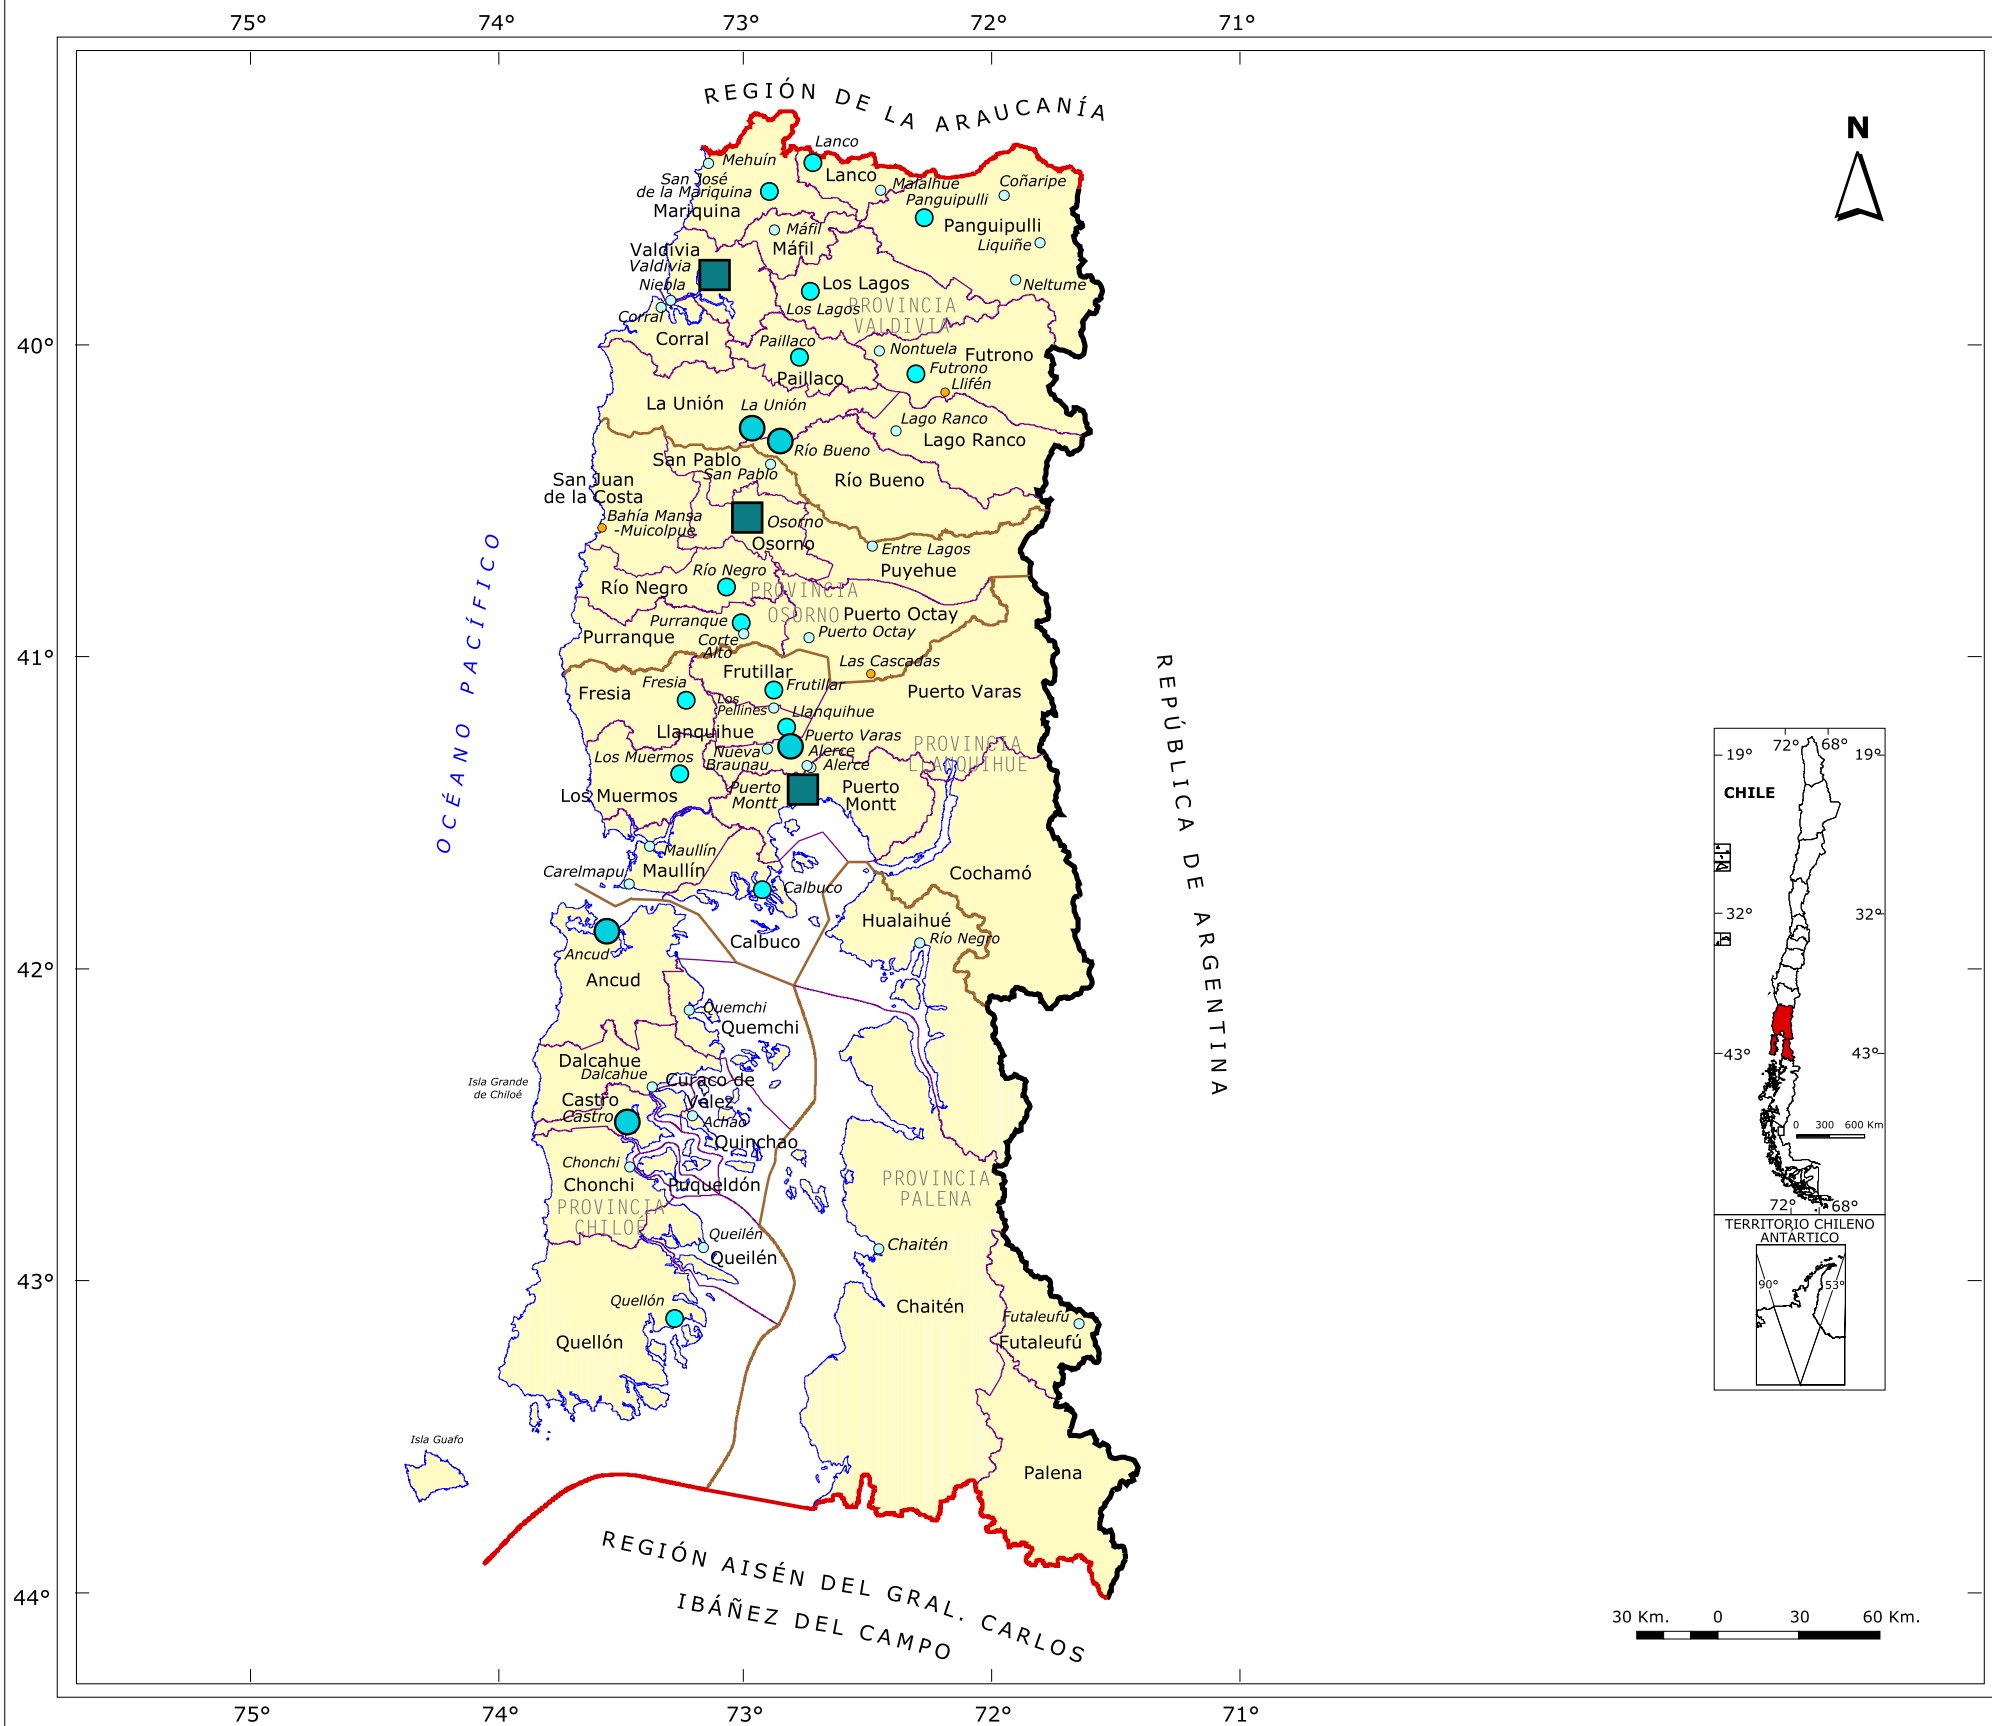 75°
74°
73°
72°
71°
REGIÓN DE LA ARAUCANÍA
N
Lanco
Mehuín
Lanco
San José
de la Mariquina
Mariquina
Malalhue
Coñaripe
Panguipulli
Panguipulli
Liquiñe
Neltume
Máfil
Máfil
Valdivia
Valdivia
Niebla
Corral
Corral
Los Lagos
Los Lagos
PROVINCIA
VALDIVIA
40°
Paillaco
Paillaco
Nontuela
Futrono
Futrono
Llifén
La Unión
La Unión
Lago Ranco
Lago Ranco
Río Bueno
Río Bueno
San Pablo
San Pablo
San Juan
de la Costa
Bahía Mansa
-Muicolpue
Osorno
Osorno
Entre Lagos
Puyehue
Río Negro
Río Negro
PROVINCIA
OSORNO
Puerto Octay
Puerto Octay
Purranque
Purranque
Corte
Alto
41°
Las Cascadas
Frutillar
Frutillar
Fresia
Fresia
Los
Pellines
Puerto Varas
Llanquihue
Llanquihue
Puerto Varas
Alerce
Alerce
Nueva
Braunau
PROVINCIA
LLANQUIHUE
Los Muermos
Los Muermos
Puerto
Montt
Puerto
Montt
OCÉANO PACÍFICO
REPÚBLICA DE ARGENTINA
Maullín
Maullín
Carelmapu
Calbuco
Calbuco
Cochamó
Hualaihué
Río Negro
Ancud
Ancud
42°
Quemchi
Quemchi
Dalcahue
Dalcahue
Isla Grande
de Chiloé
Curaco de
Velez
Castro
Castro
Achao
Quinchao
Chonchi
Chonchi
Puqueldón
PROVINCIA
CHILOÉ
PROVINCIA
PALENA
Queilén
Queilén
Chaitén
Chaitén
43°
Quellón
Quellón
Futaleufú
Futaleufú
Isla Guafo
Palena
REGIÓN AISÉN DEL GRAL. CARLOS
IBÁÑEZ DEL CAMPO
44°
72°
68°
19°
19°
CHILE
32°
32°
43°
43°
0 300 600 Km
72°
68°
TERRITORIO CHILENO
ANTÁRTICO
90°
53°
30 Km. 0 30 60 Km.
75°
74°
73°
72°
71°